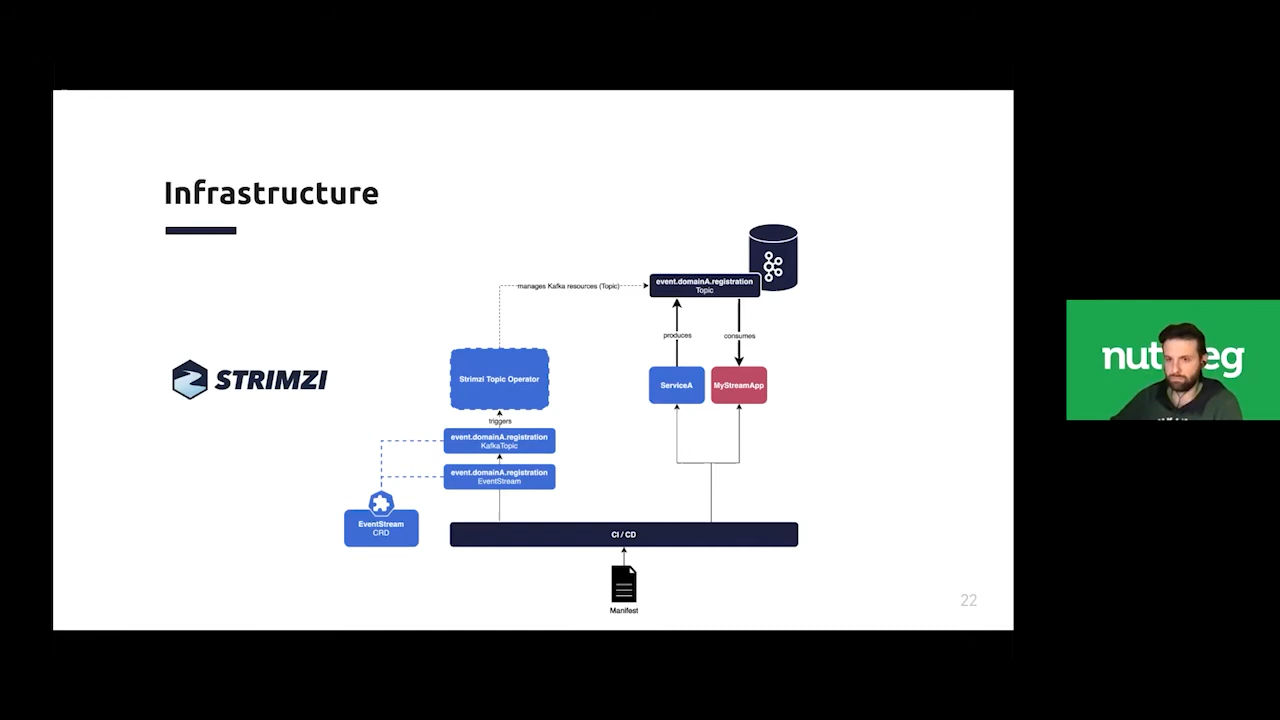 Infrastructure
manages Kafka resources (Topic)
event.domainA.registration
Topic
produces
consumes
STRIMZI
Strimzi Topic Operator
ServiceA
MyStreamApp
triggers
event.domainA.registration
KafkaTopic
event.domainA.registration
EventStream
EventStream
CRD
CI / CD
Manifest
22